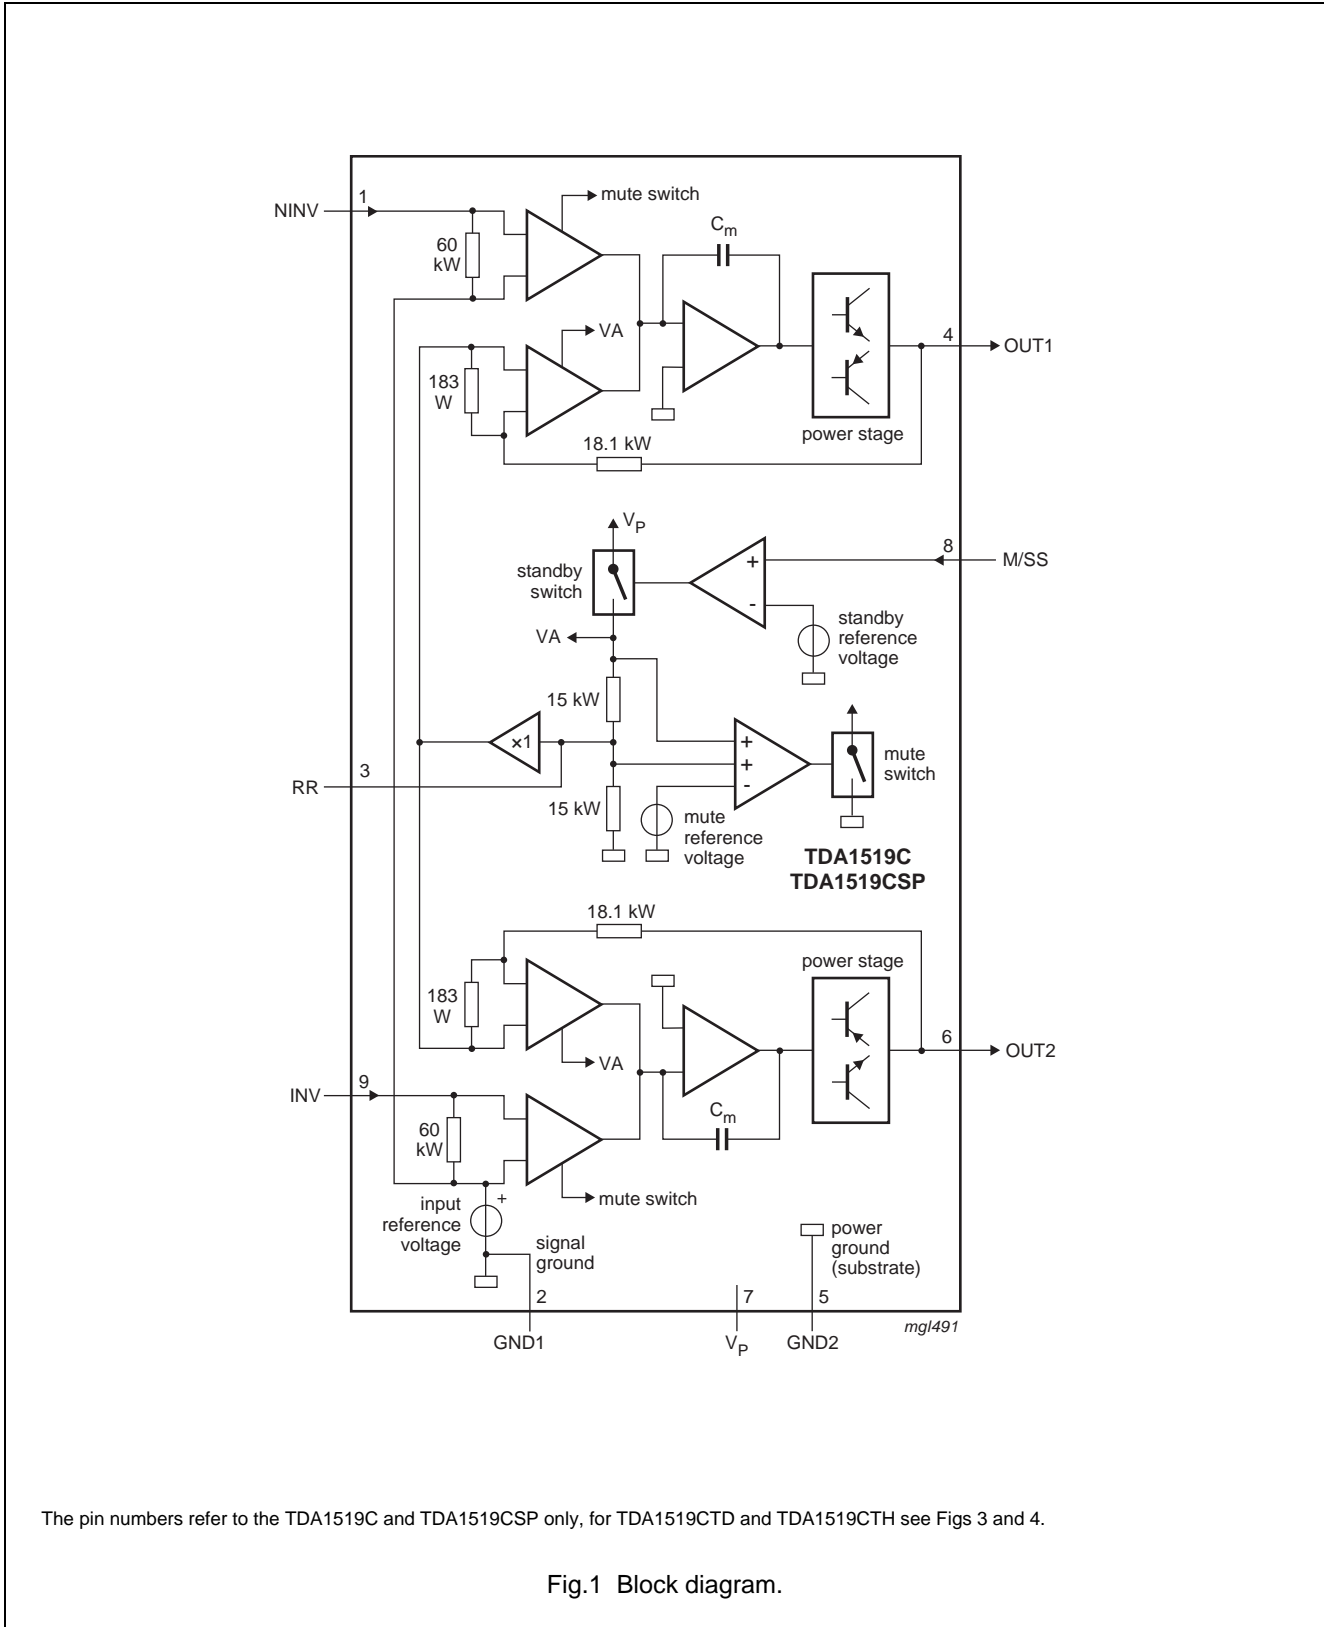 1
NINV
mute switch
60
kW
Cm
VA
4
OUT1
183
W
18.1 kW
power stage
VP
8
M/SS
standby
switch
+
-
VA
standby
reference
voltage
15 kW
×1
+
+
-
mute
switch
3
RR
15 kW
mute
reference
voltage
TDA1519C
TDA1519CSP
18.1 kW
power stage
183
W
VA
6
OUT2
9
INV
60
kW
Cm
mute switch
input
reference
voltage
+
signal
ground
power
ground
(substrate)
2
7
5
GND1
VP
GND2
mgl491
The pin numbers refer to the TDA1519C and TDA1519CSP only, for TDA1519CTD and TDA1519CTH see Figs 3 and 4.
Fig.1 Block diagram.